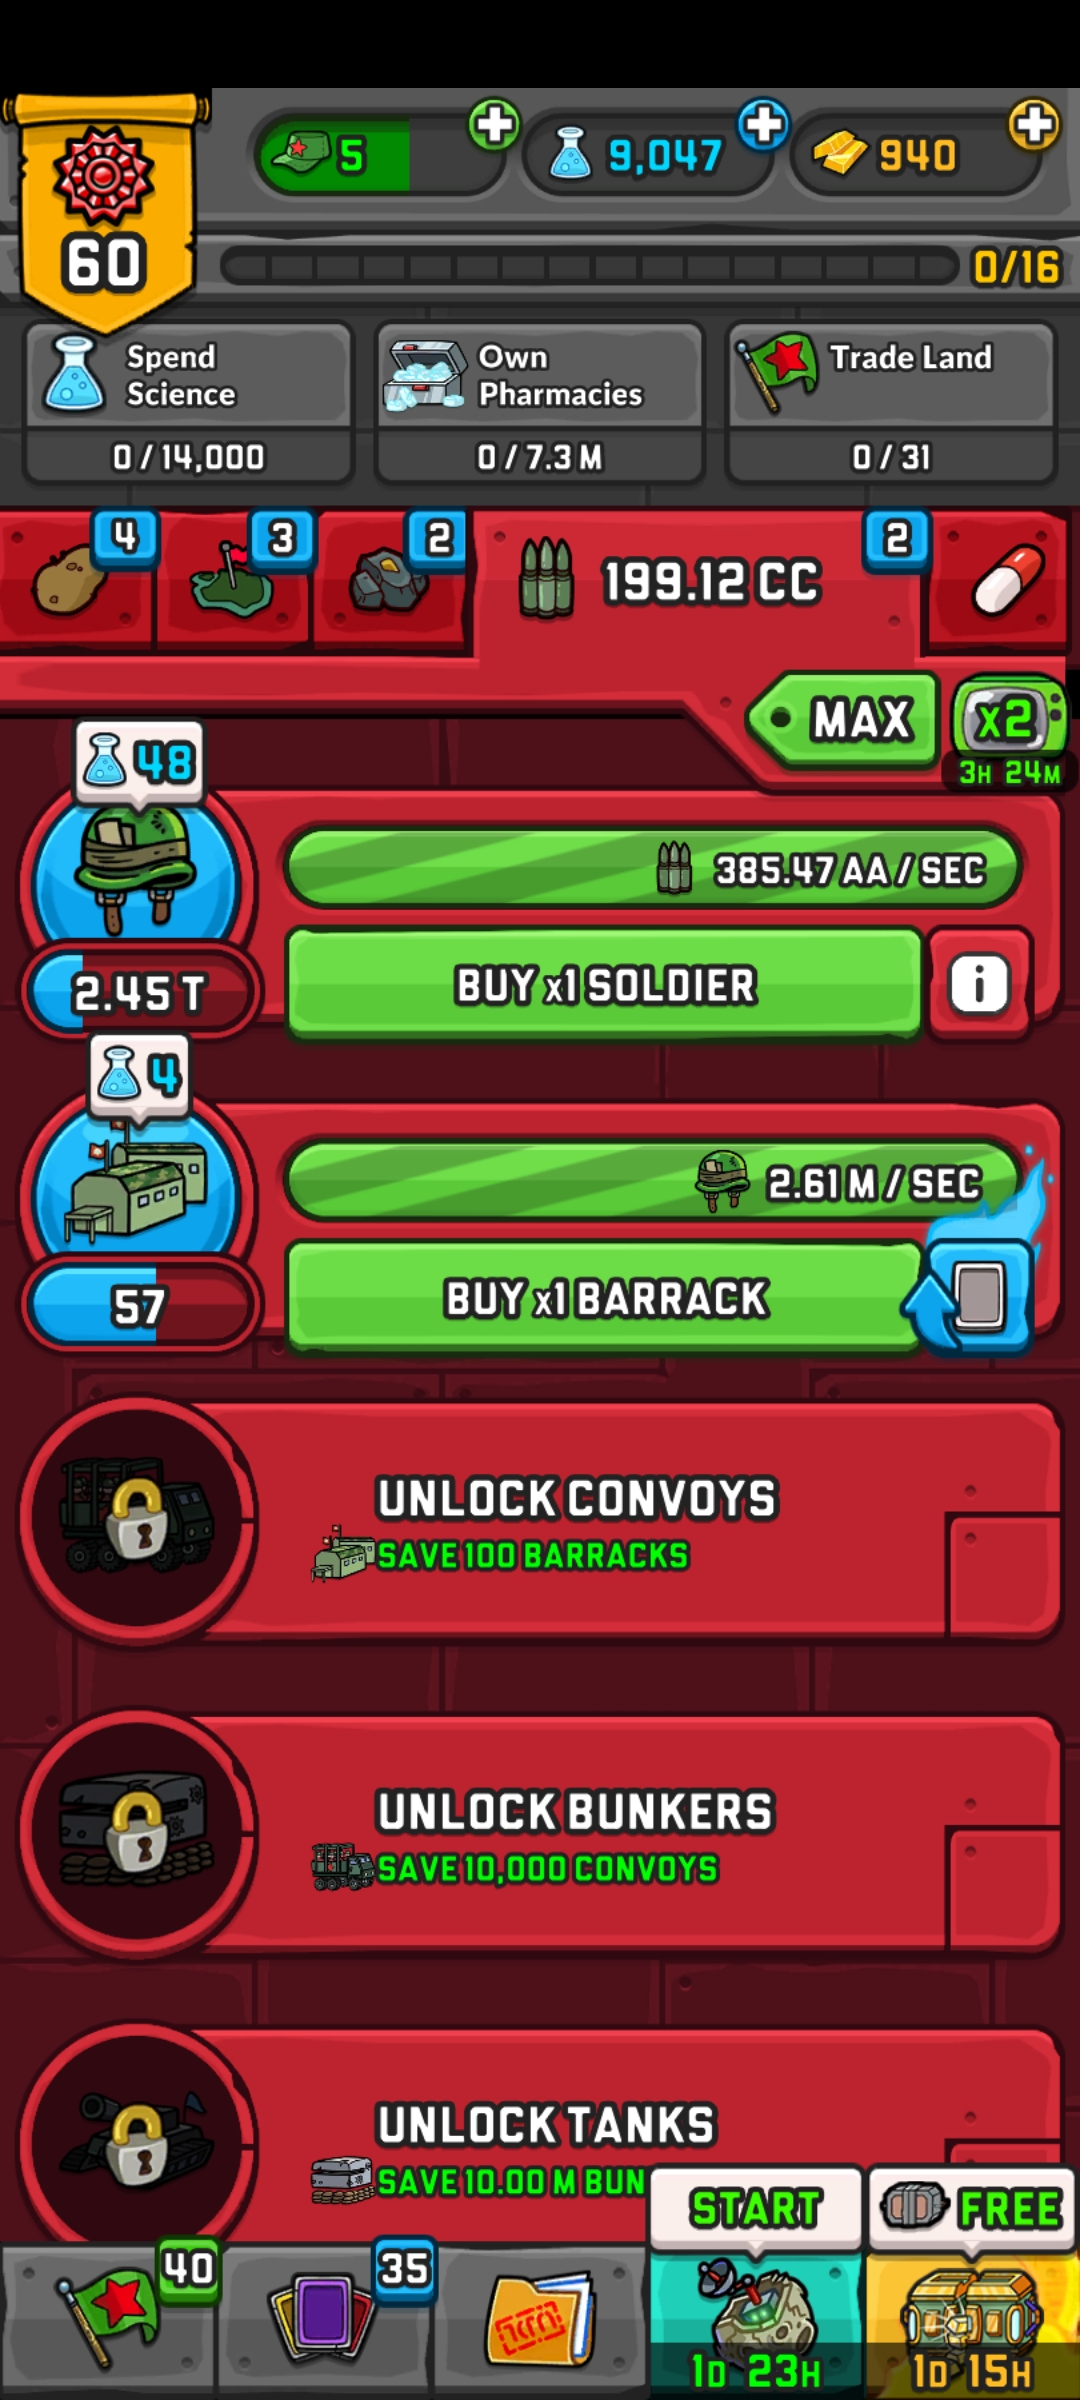 5
9,047
940
60
0/16
Spend
Science
0 / 14,000
Own
Pharmacies
0 / 7.3 M
Trade Land
0 / 31
4
3
2
199.12 CC
2
MAX
x2
3H 24M
48
385.47 AA / SEC
2.45 T
BUY x1 SOLDIER
i
4
2.61 M / SEC
57
BUY x1 BARRACK
UNLOCK CONVOYS
SAVE 100 BARRACKS
UNLOCK BUNKERS
SAVE 10,000 CONVOYS
UNLOCK TANKS
SAVE 10.00 M BUN
START
FREE
40
35
1D 23H
1D 15H